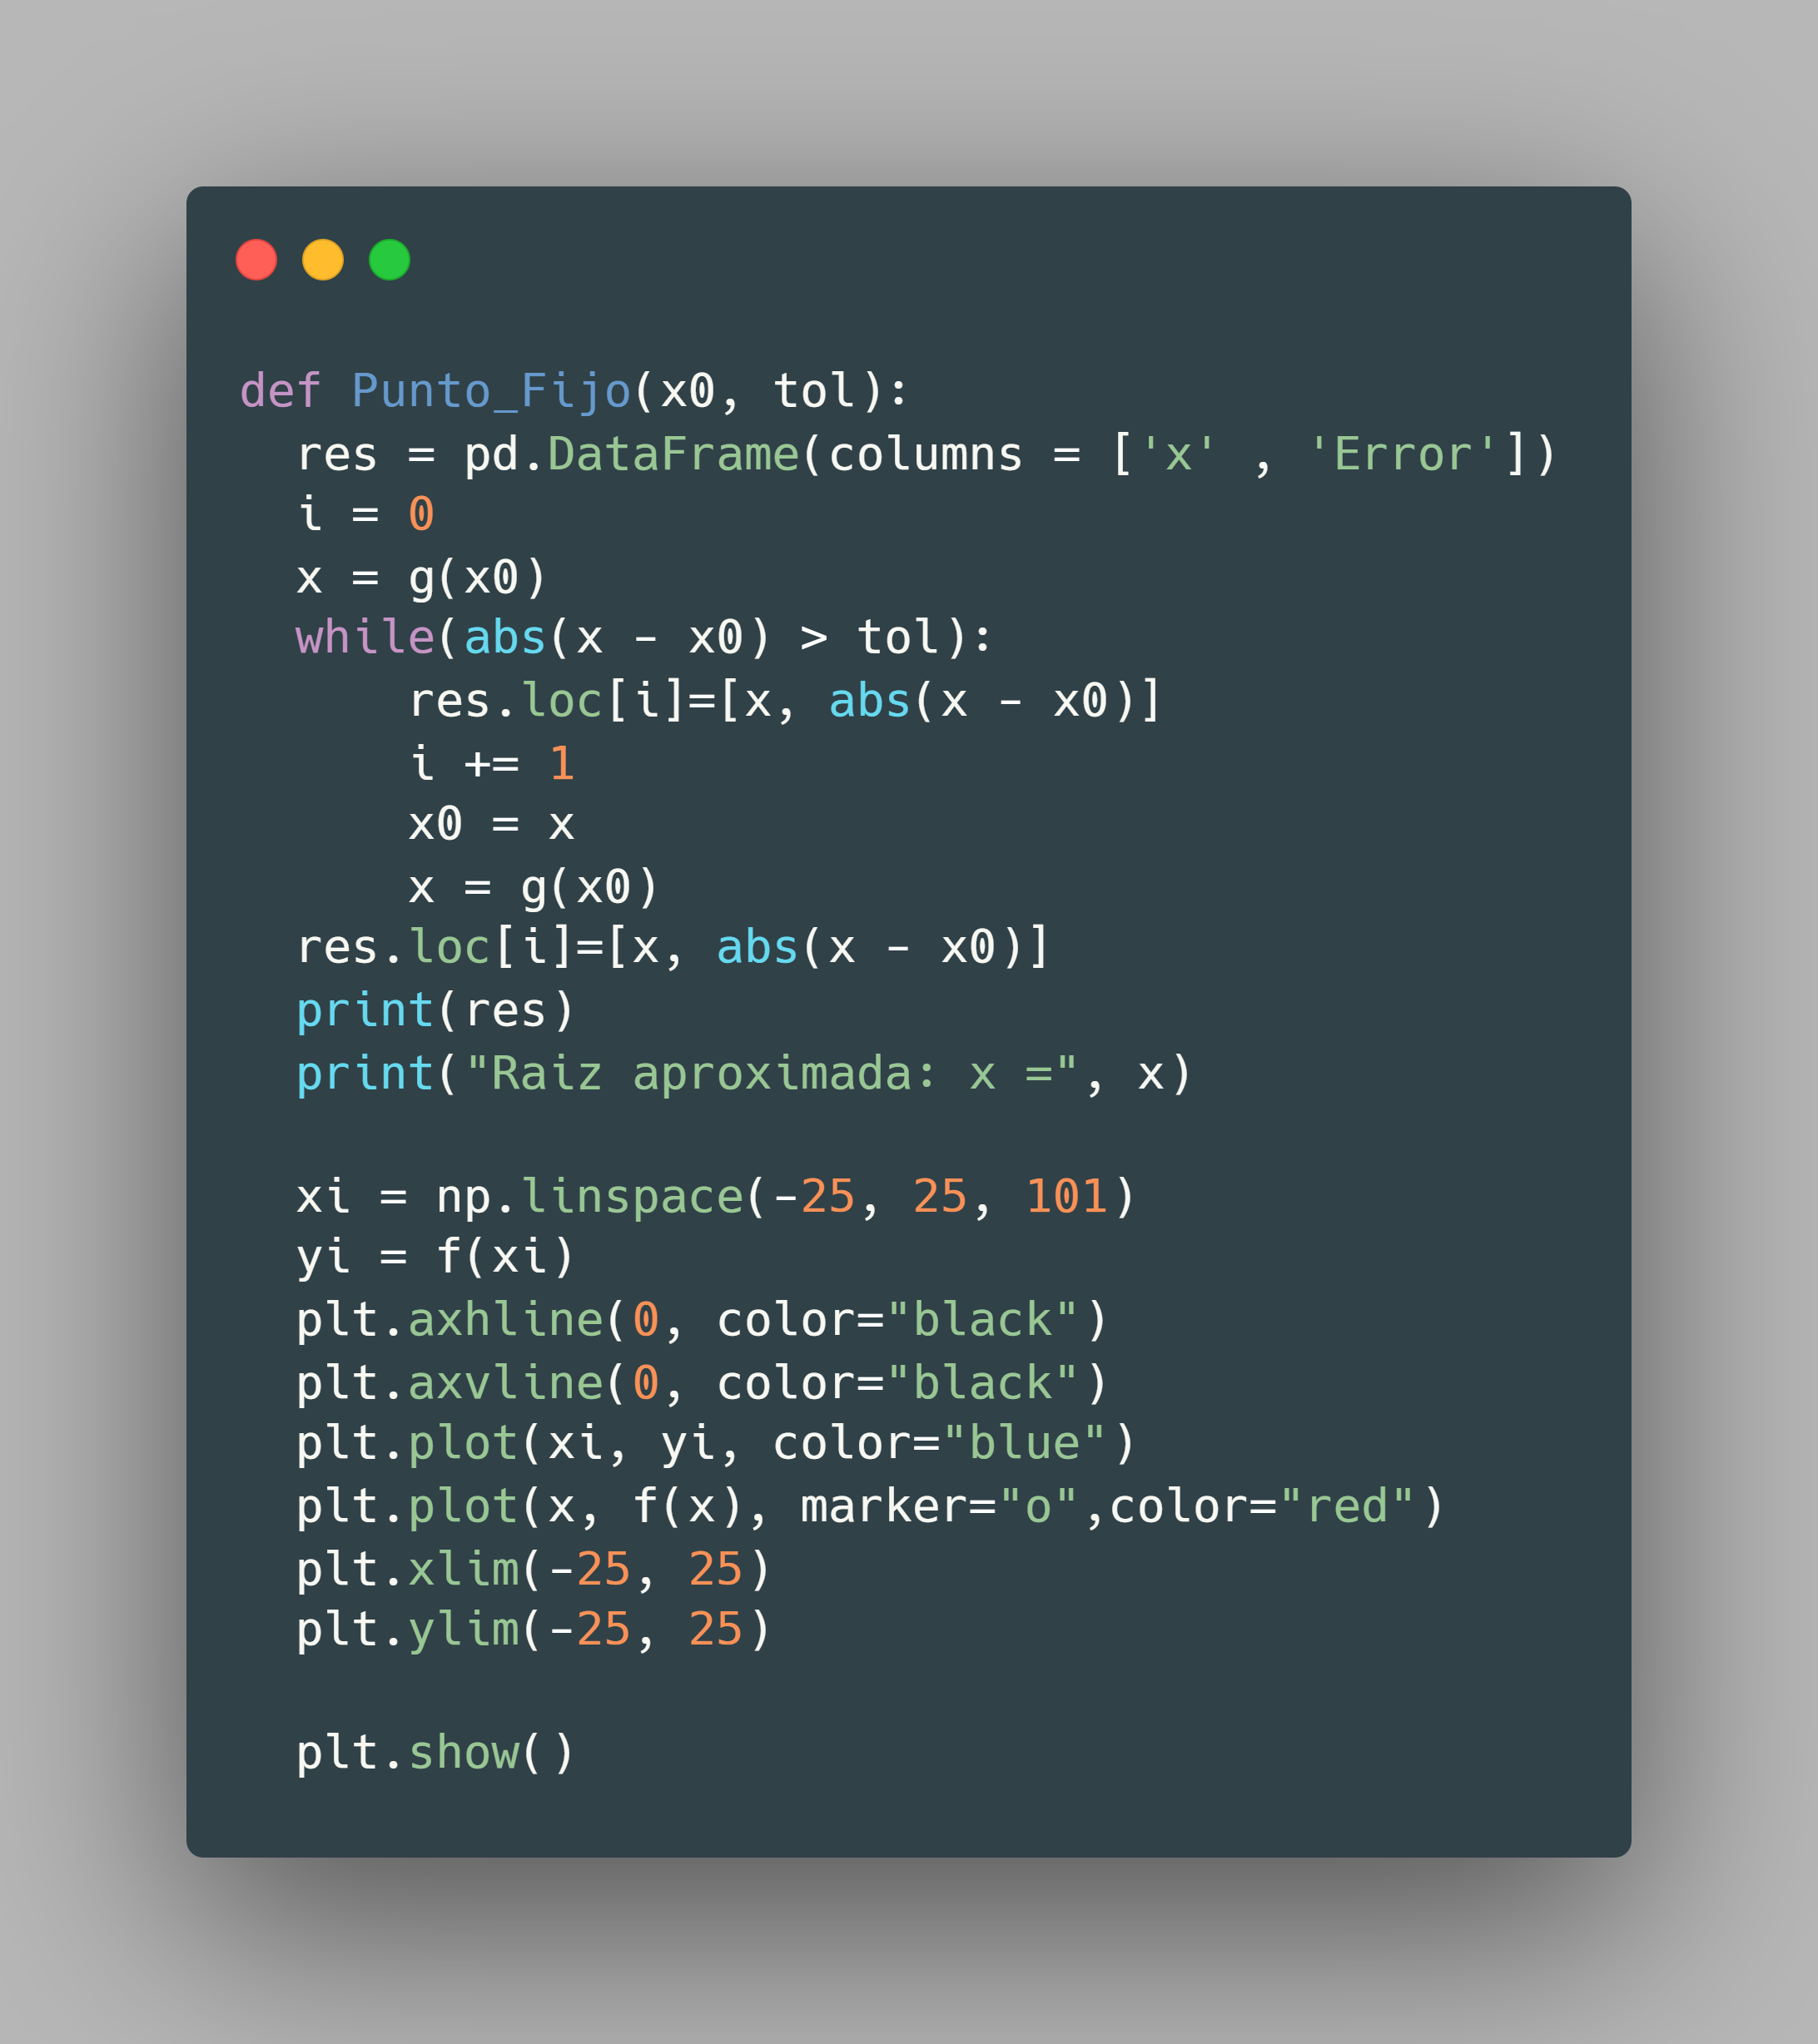 def Punto_Fijo(x0, tol):
  res = pd.DataFrame(columns = ['x' , 'Error'])
  i = 0
  x = g(x0)
  while(abs(x - x0) > tol):
      res.loc[i]=[x, abs(x - x0)]
      i += 1
      x0 = x
      x = g(x0)
  res.loc[i]=[x, abs(x - x0)]
  print(res)
  print("Raiz aproximada: x =", x)

  xi = np.linspace(-25, 25, 101)
  yi = f(xi)
  plt.axhline(0, color="black")
  plt.axvline(0, color="black")
  plt.plot(xi, yi, color="blue")
  plt.plot(x, f(x), marker="o",color="red")
  plt.xlim(-25, 25)
  plt.ylim(-25, 25)

  plt.show()